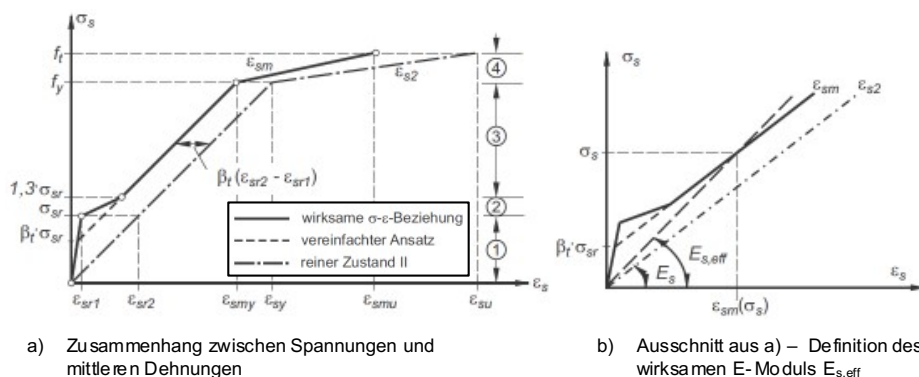 σs
ft
fy
1,3·σsr
σsr
βt·σsr
εsm
εs2
βt(εsr2 - εsr1)
4
3
2
1
wirksame σ-ε-Beziehung
vereinfachter Ansatz
reiner Zustand II
εs
εsr1
εsr2
εsmy
εsy
εsmu
εsu
a) Zusammenhang zwischen Spannungen und
mittleren Dehnungen
σs
εsm
εs2
σs
βt·σsr
Es,eff
Es
εs
εsm(σs)
b) Ausschnitt aus a) – Definition des
wirksamen E-Moduls Es,eff